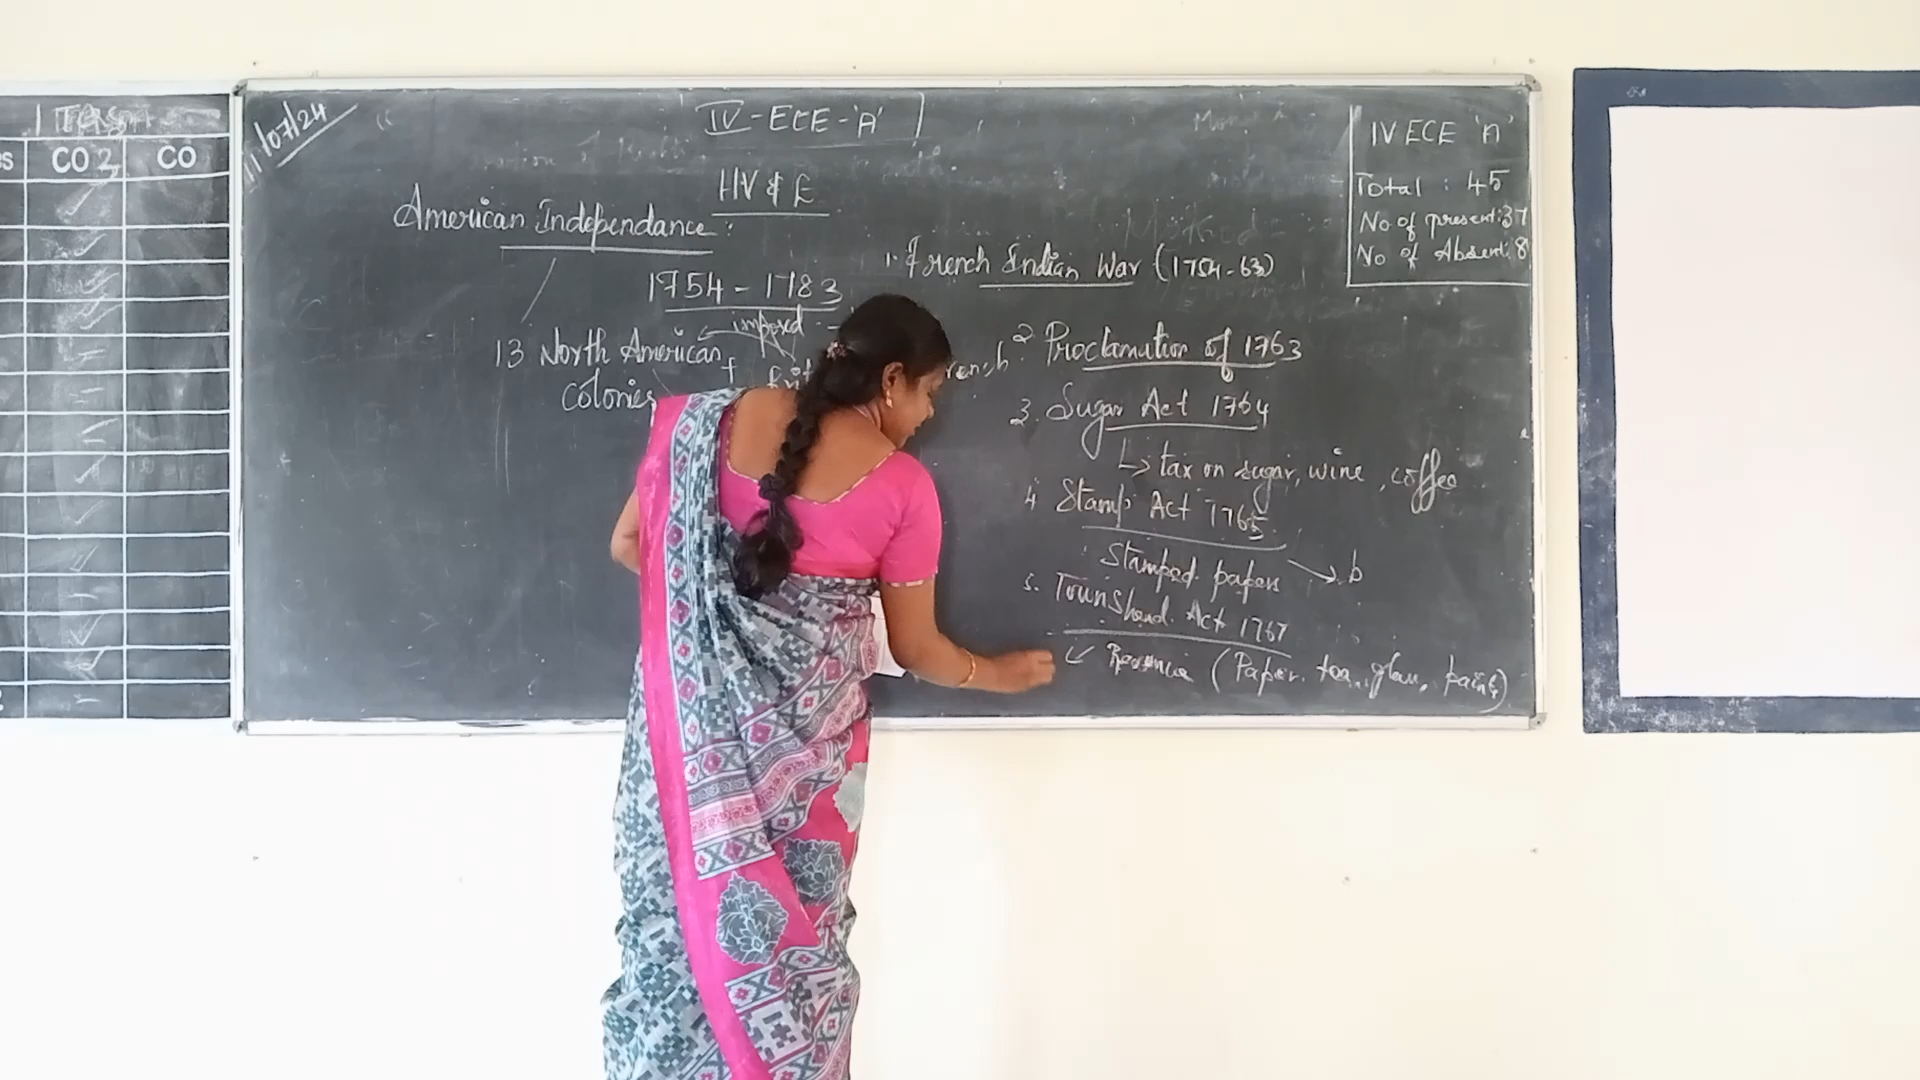 CO 2 CO
11/07/24
IV-ECE-'A'
HV & E
American Independance:
1754-1783
imposed
13 North American
Colonies
1. French Indian War (1754-63)
2 Proclamation of 1763
3. Sugar Act 1764
↳ tax on sugar, wine, coffee
4 Stamp Act 1765
Stamped papers → b
5. Townshend Act 1767
↙ Revenue (Paper. tea, glass, paint)
IV ECE 'A'
Total : 45
No of present: 37
No of Absent: 8